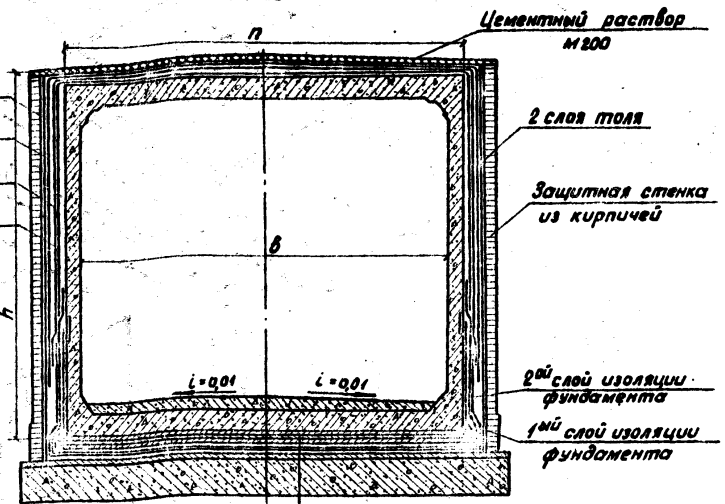 п
Цементный раствор
М200
2 слоя толя
Защитная стенка
из кирпичей
в
h
i=0,01 i=0,01
2ой слой изоляции
фундамента
1ый слой изоляции
фундамента